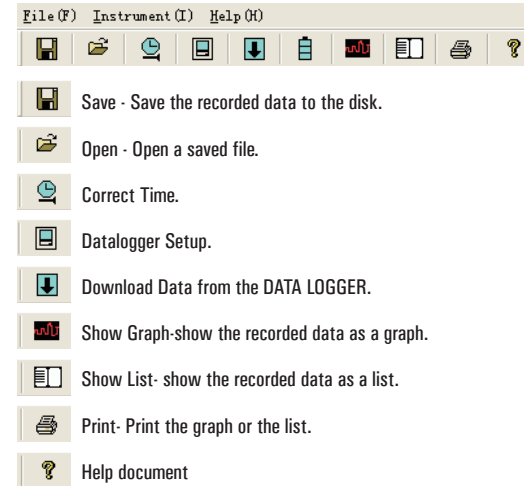 File(F) Instrument(I) Help(H)
Save - Save the recorded data to the disk.
Open - Open a saved file.
Correct Time.
Datalogger Setup.
Download Data from the DATA LOGGER.
Show Graph-show the recorded data as a graph.
Show List- show the recorded data as a list.
Print- Print the graph or the list.
Help document